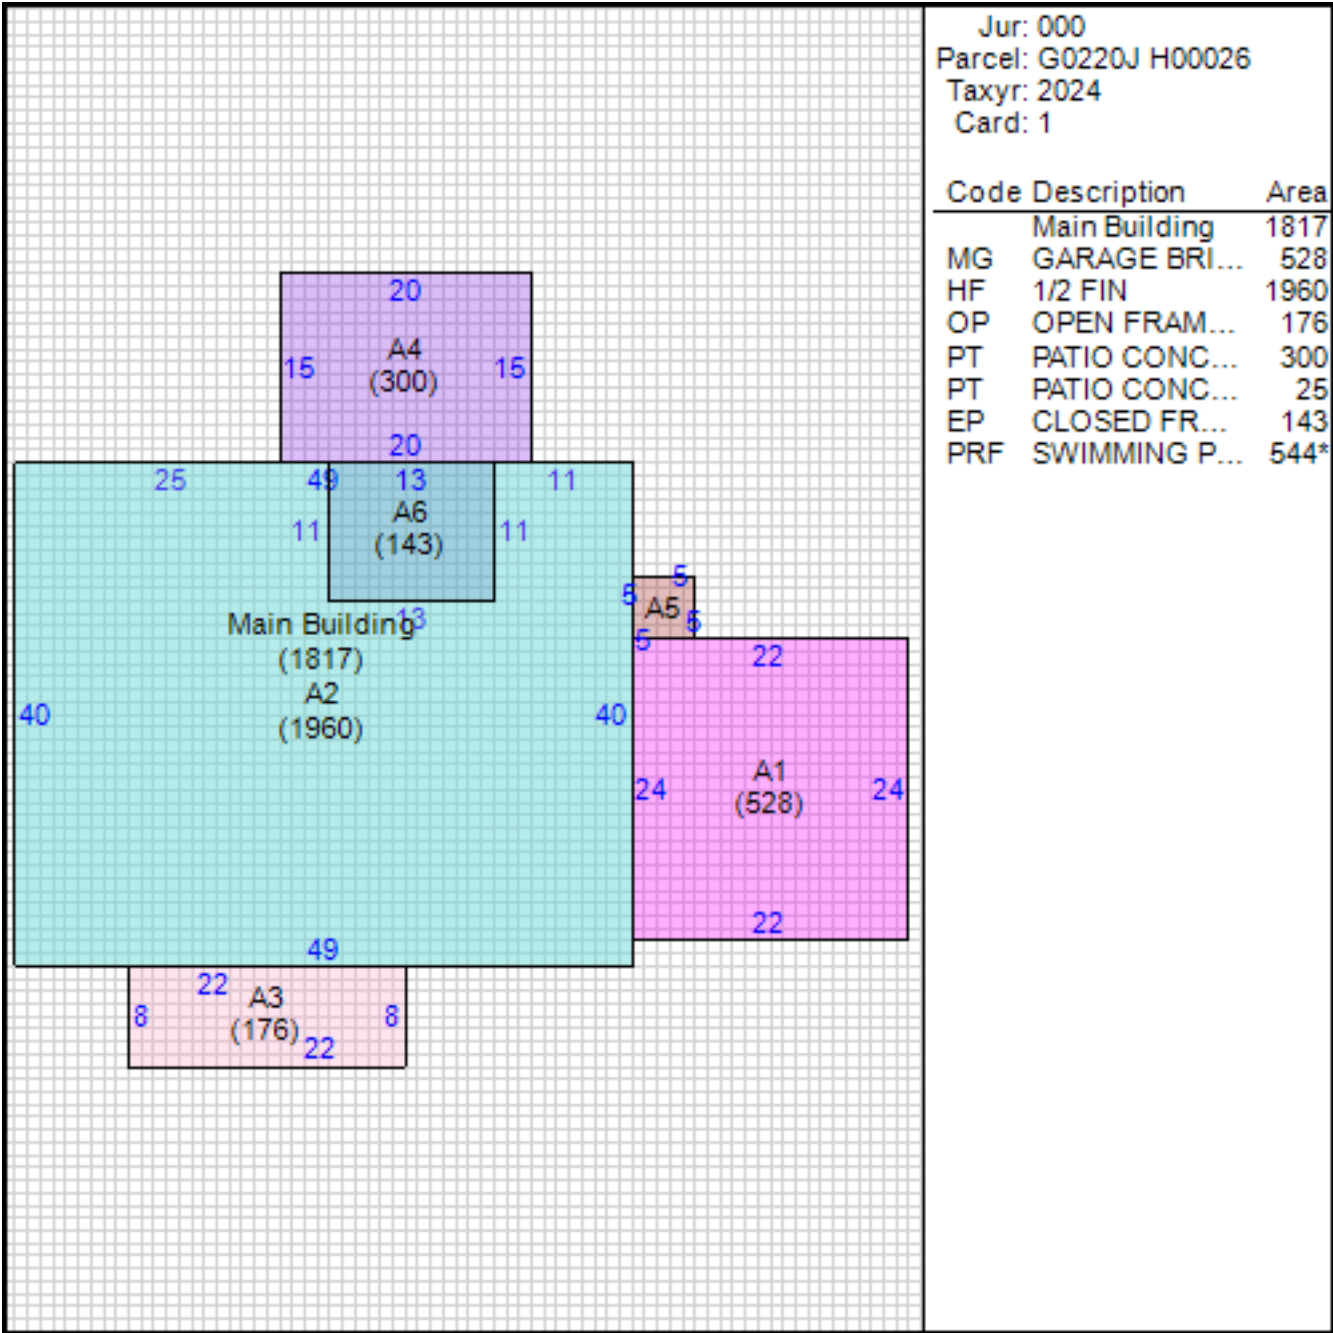 Jur: 000
Parcel: G0220J H00026
Taxyr: 2024
Card: 1
Code Description Area
Main Building 1817
MG GARAGE BRI... 528
HF 1/2 FIN 1960
OP OPEN FRAM... 176
PT PATIO CONC... 300
PT PATIO CONC... 25
EP CLOSED FR... 143
PRF SWIMMING P... 544*
20
A4
15 (300) 15
20
25 49 13 11
A6
11 (143) 11
13
Main Building
(1817)
A2
(1960)
40 40
49
5
5 A5 5
5
22
A1
24 (528) 24
22
22 A3
8 (176) 8
22